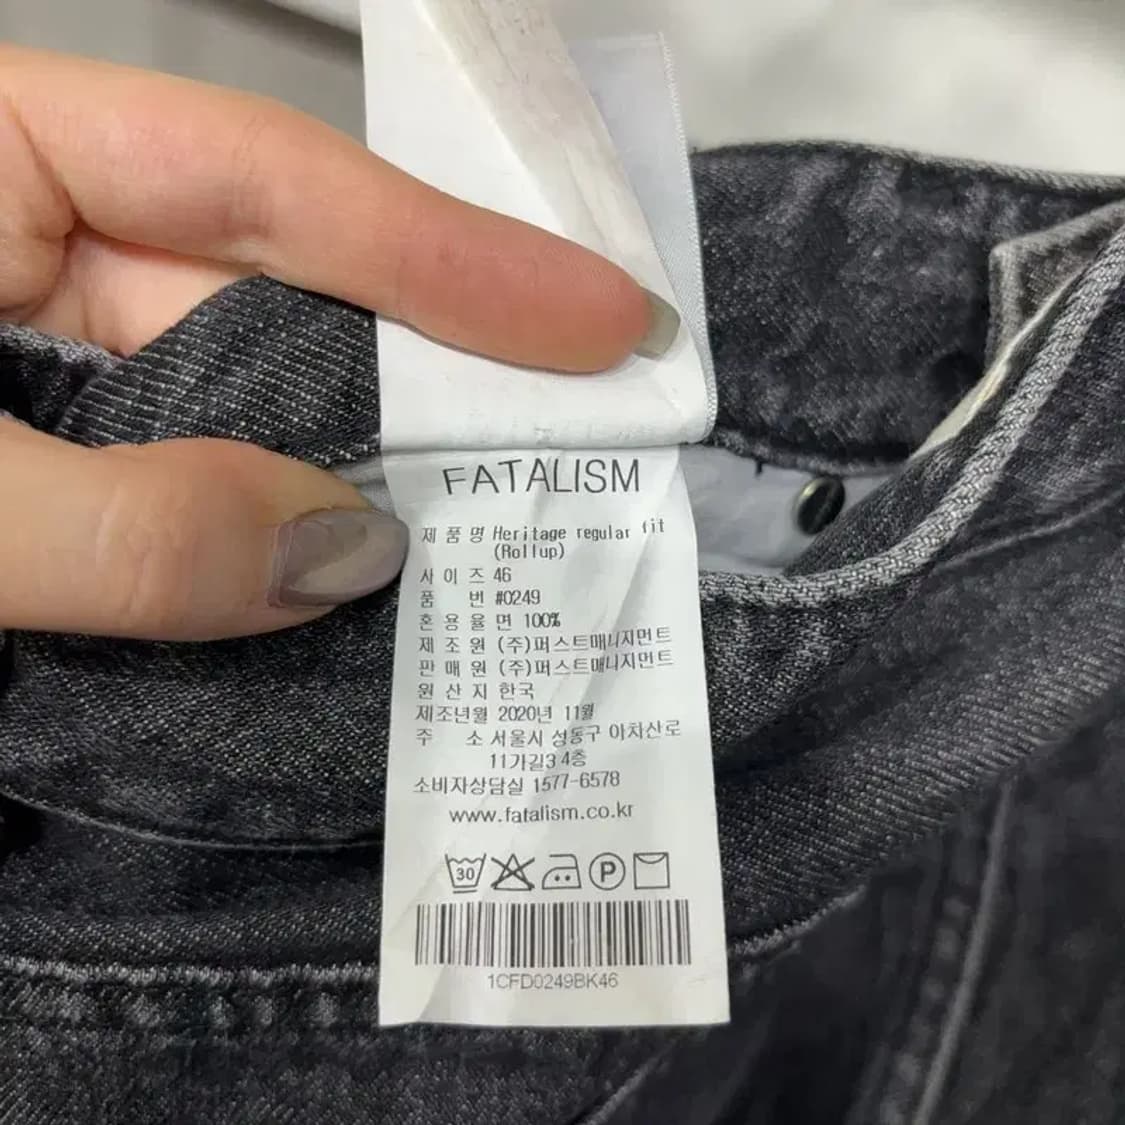 FATALISM
제 품 명 Heritage regular fit
(Rollup)
사 이 즈 46
품 번 #0249
혼 용 율 면 100%
제 조 원 (주)퍼스트매니지먼트
판 매 원 (주)퍼스트매니지먼트
원 산 지 한국
제조년월 2020년 11월
주 소 서울시 성동구 아차산로
11가길3 4층
소비자상담실 1577-6578
www.fatalism.co.kr
30 P
1CFD0249BK46